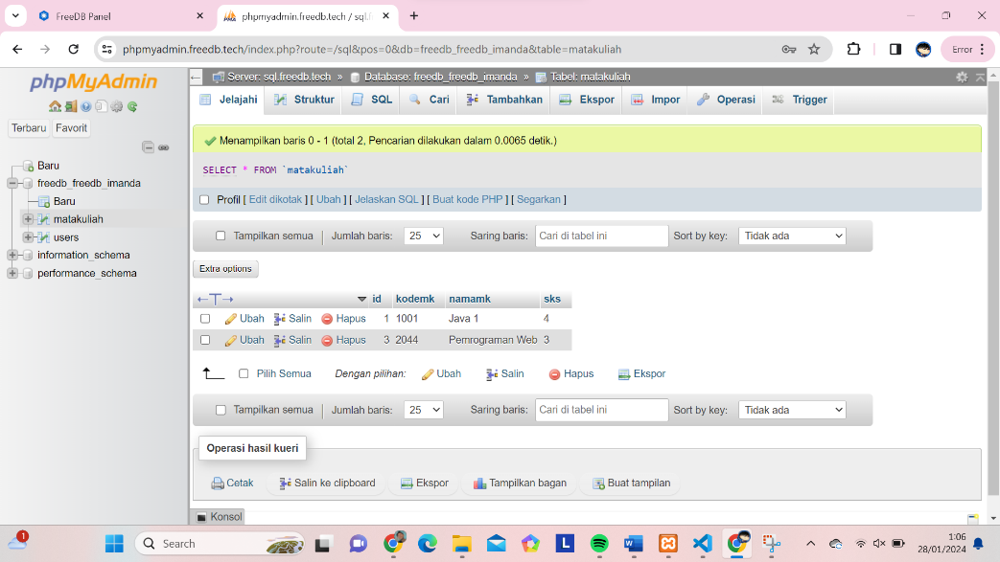 FreeDB Panel
phpmyadmin.freedb.tech / sql.f
phpmyadmin.freedb.tech/index.php?route=/sql&pos=0&db=freedb_freedb_imanda&table=matakuliah
Error
phpMyAdmin
Terbaru Favorit
Baru
freedb_freedb_imanda
Baru
matakuliah
users
information_schema
performance_schema
Server: sql.freedb.tech » Database: freedb_freedb_imanda » Tabel: matakuliah
Jelajahi Struktur SQL Cari Tambahkan Ekspor Impor Operasi Trigger
Menampilkan baris 0 - 1 (total 2, Pencarian dilakukan dalam 0.0065 detik.)
SELECT * FROM `matakuliah`
Profil [ Edit dikotak ] [ Ubah ] [ Jelaskan SQL ] [ Buat kode PHP ] [ Segarkan ]
Tampilkan semua Jumlah baris: 25 Saring baris: Cari di tabel ini Sort by key: Tidak ada
Extra options
←T→ id kodemk namamk sks
Ubah Salin Hapus 1 1001 Java 1 4
Ubah Salin Hapus 3 2044 Pemrograman Web 3
Pilih Semua Dengan pilihan: Ubah Salin Hapus Ekspor
Tampilkan semua Jumlah baris: 25 Saring baris: Cari di tabel ini Sort by key: Tidak ada
Operasi hasil kueri
Cetak Salin ke clipboard Ekspor Tampilkan bagan Buat tampilan
Konsol
1
Search
L
1:06
28/01/2024